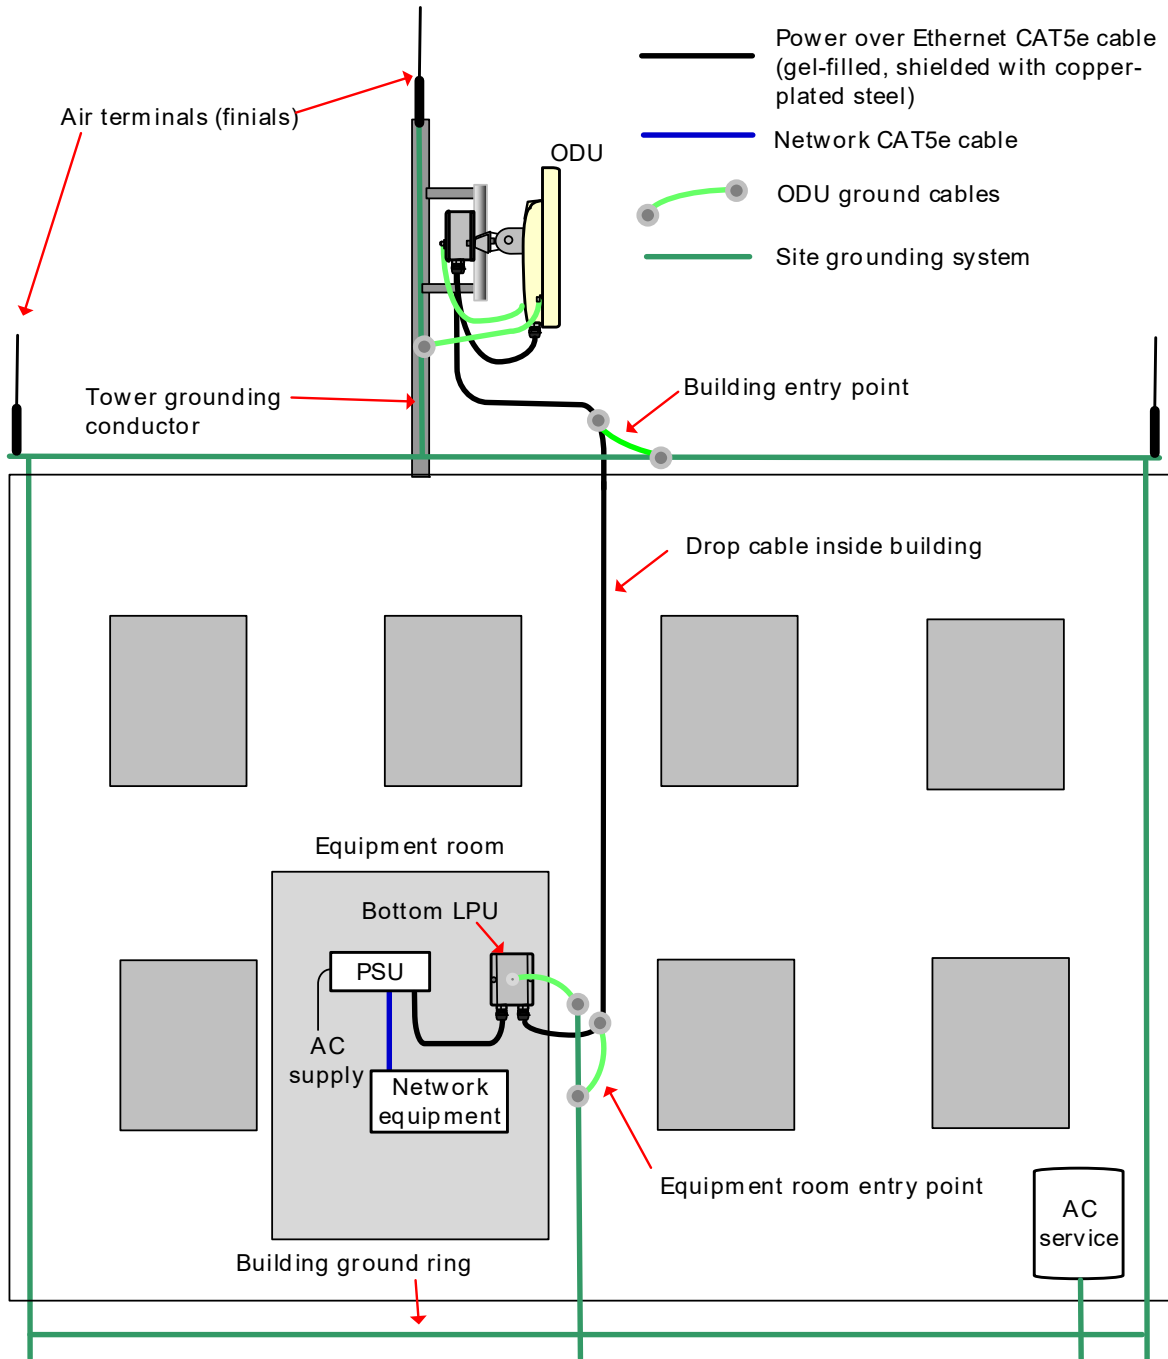 Power over Ethernet CAT5e cable
(gel-filled, shielded with copper-
plated steel)
Air terminals (finials)
Network CAT5e cable
ODU
ODU ground cables
Site grounding system
Tower grounding
conductor
Building entry point
Drop cable inside building
Equipment room
Bottom LPU
PSU
AC
supply
Network
equipment
Equipment room entry point
AC
service
Building ground ring